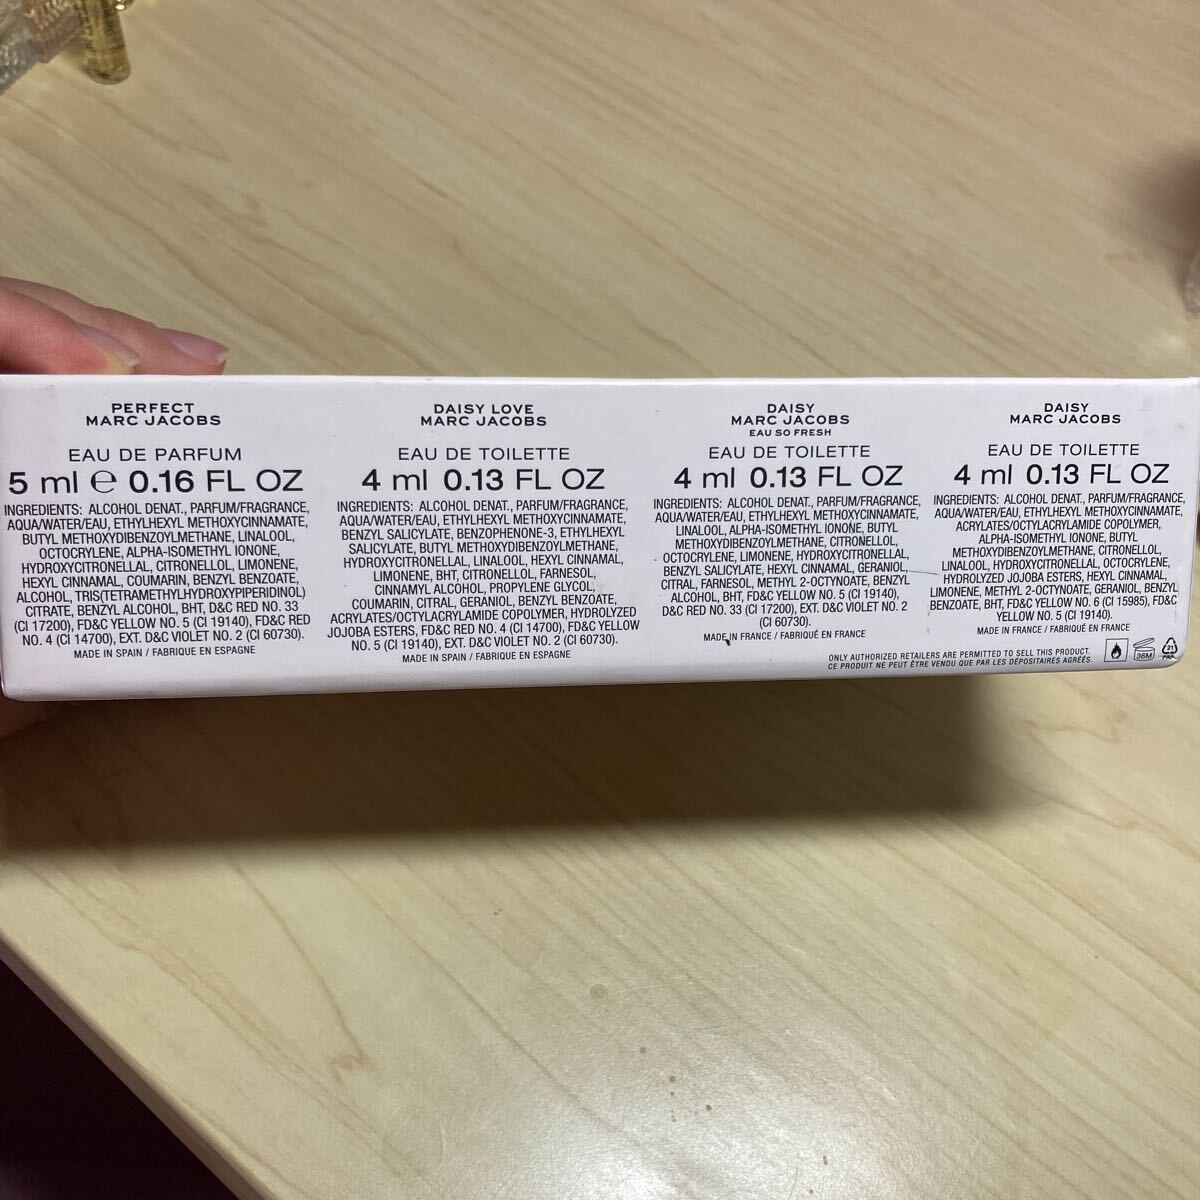 PERFECT
MARC JACOBS
EAU DE PARFUM
5 ml ℮ 0.16 FL OZ
INGREDIENTS: ALCOHOL DENAT., PARFUM/FRAGRANCE,
AQUA/WATER/EAU, ETHYLHEXYL METHOXYCINNAMATE,
BUTYL METHOXYDIBENZOYLMETHANE, LINALOOL,
OCTOCRYLENE, ALPHA-ISOMETHYL IONONE,
HYDROXYCITRONELLAL, CITRONELLOL, LIMONENE,
HEXYL CINNAMAL, COUMARIN, BENZYL BENZOATE,
ALCOHOL, TRIS(TETRAMETHYLHYDROXYPIPERIDINOL)
CITRATE, BENZYL ALCOHOL, BHT, D&C RED NO. 33
(CI 17200), FD&C YELLOW NO. 5 (CI 19140), FD&C RED
NO. 4 (CI 14700), EXT. D&C VIOLET NO. 2 (CI 60730).
MADE IN SPAIN / FABRIQUE EN ESPAGNE
DAISY LOVE
MARC JACOBS
EAU DE TOILETTE
4 ml 0.13 FL OZ
INGREDIENTS: ALCOHOL DENAT., PARFUM/FRAGRANCE,
AQUA/WATER/EAU, ETHYLHEXYL METHOXYCINNAMATE,
BENZYL SALICYLATE, BENZOPHENONE-3, ETHYLHEXYL
SALICYLATE, BUTYL METHOXYDIBENZOYLMETHANE,
HYDROXYCITRONELLAL, LINALOOL, HEXYL CINNAMAL,
LIMONENE, BHT, CITRONELLOL, FARNESOL,
CINNAMYL ALCOHOL, PROPYLENE GLYCOL,
COUMARIN, CITRAL, GERANIOL, BENZYL BENZOATE,
ACRYLATES/OCTYLACRYLAMIDE COPOLYMER, HYDROLYZED
JOJOBA ESTERS, FD&C RED NO. 4 (CI 14700), FD&C YELLOW
NO. 5 (CI 19140), EXT. D&C VIOLET NO. 2 (CI 60730).
MADE IN SPAIN / FABRIQUE EN ESPAGNE
DAISY
MARC JACOBS
EAU SO FRESH
EAU DE TOILETTE
4 ml 0.13 FL OZ
INGREDIENTS: ALCOHOL DENAT., PARFUM/FRAGRANCE,
AQUA/WATER/EAU, ETHYLHEXYL METHOXYCINNAMATE,
LINALOOL, ALPHA-ISOMETHYL IONONE, BUTYL
METHOXYDIBENZOYLMETHANE, CITRONELLOL,
OCTOCRYLENE, LIMONENE, HYDROXYCITRONELLAL,
BENZYL SALICYLATE, HEXYL CINNAMAL, GERANIOL,
CITRAL, FARNESOL, METHYL 2-OCTYNOATE, BENZYL
ALCOHOL, BHT, FD&C YELLOW NO. 5 (CI 19140),
D&C RED NO. 33 (CI 17200), EXT. D&C VIOLET NO. 2
(CI 60730).
MADE IN FRANCE / FABRIQUÉ EN FRANCE
DAISY
MARC JACOBS
EAU DE TOILETTE
4 ml 0.13 FL OZ
INGREDIENTS: ALCOHOL DENAT., PARFUM/FRAGRANCE,
AQUA/WATER/EAU, ETHYLHEXYL METHOXYCINNAMATE,
ACRYLATES/OCTYLACRYLAMIDE COPOLYMER,
ALPHA-ISOMETHYL IONONE, BUTYL
METHOXYDIBENZOYLMETHANE, CITRONELLOL,
LINALOOL, HYDROXYCITRONELLAL, OCTOCRYLENE,
HYDROLYZED JOJOBA ESTERS, HEXYL CINNAMAL,
LIMONENE, METHYL 2-OCTYNOATE, GERANIOL, BENZYL
BENZOATE, BHT, FD&C YELLOW NO. 6 (CI 15985), FD&C
YELLOW NO. 5 (CI 19140).
MADE IN FRANCE / FABRIQUÉ EN FRANCE
ONLY AUTHORIZED RETAILERS ARE PERMITTED TO SELL THIS PRODUCT.
CE PRODUIT NE PEUT ÊTRE VENDU QUE PAR LES DÉPOSITAIRES AGRÉÉS.
36M
21
PAP